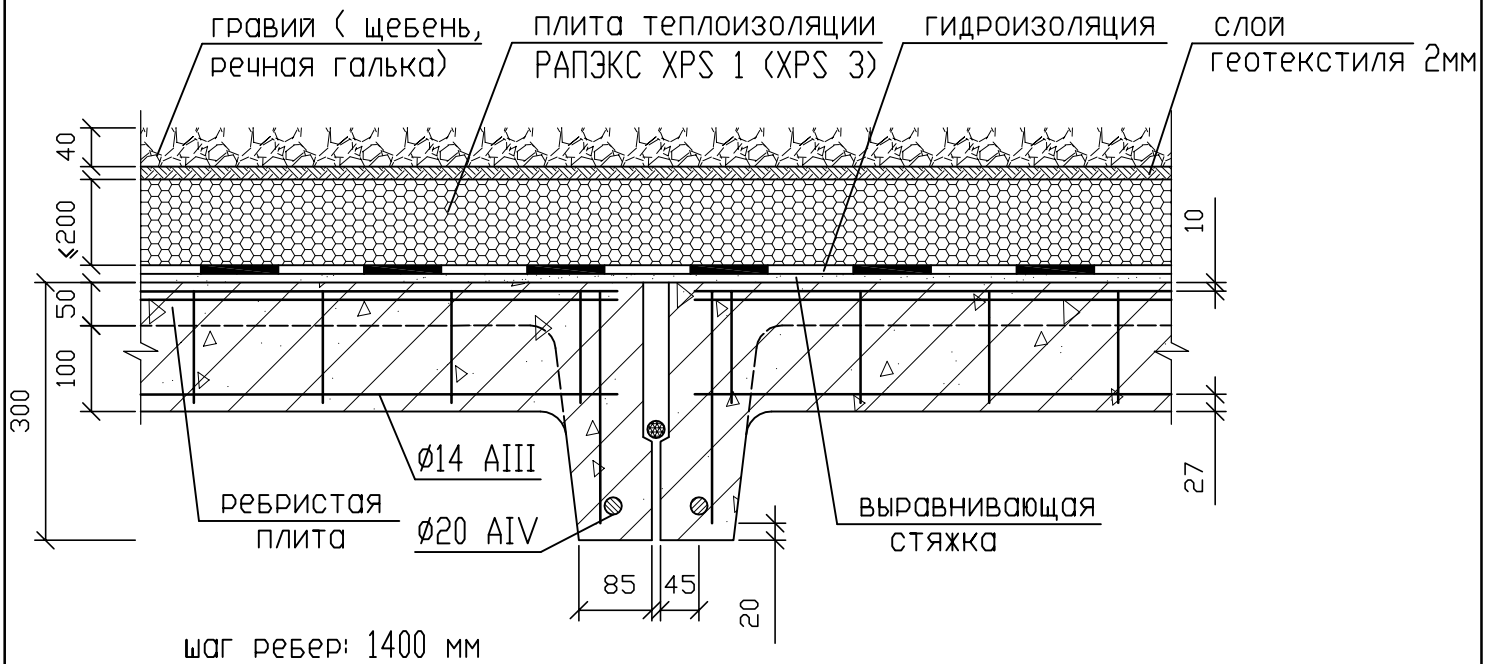 гравий ( щебень,
речная галька)
плита теплоизоляции
РАПЭКС XPS 1 (XPS 3)
гидроизоляция
слой
геотекстиля 2мм
40
≤200
50
100
300
10
27
ø14 AIII
ø20 AIV
ребристая
плита
выравнивающая
стяжка
85
45
20
шаг ребер: 1400 мм